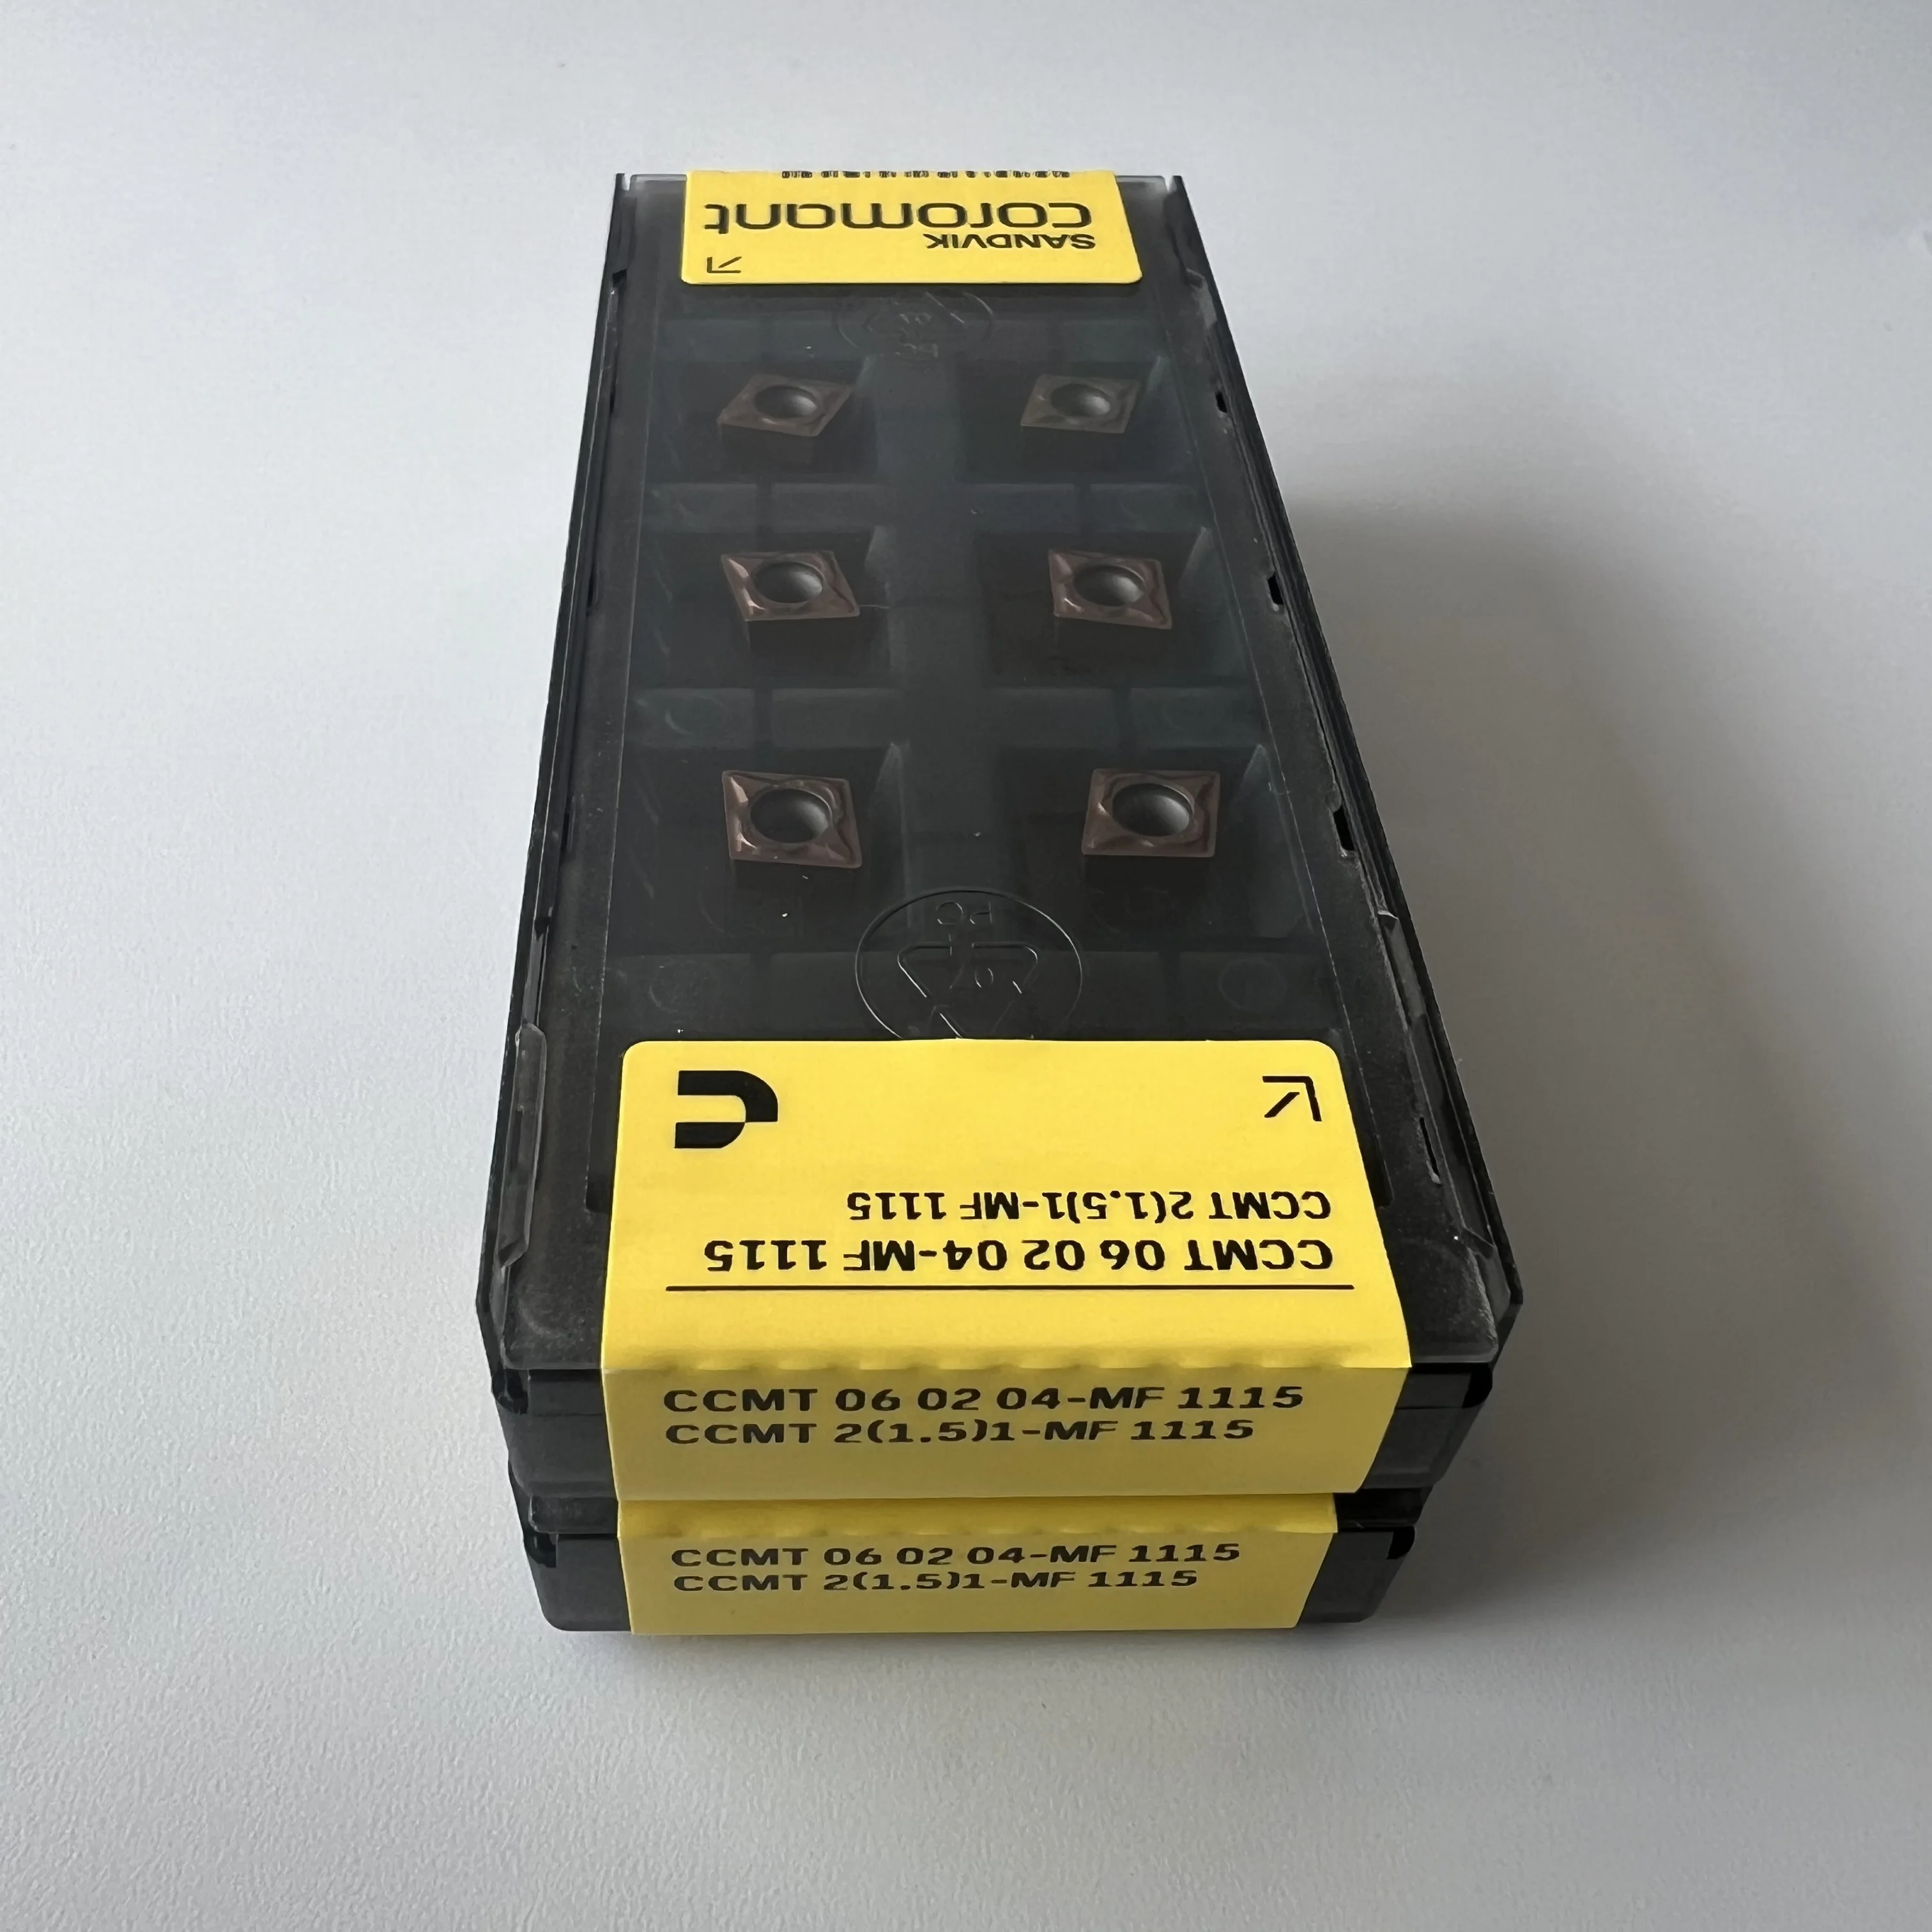 SANDVIK
coromant
PC
CCMT 06 02 04-MF 1115
CCMT 2(1.5)1-MF 1115
CCMT 06 02 04-MF 1115
CCMT 2(1.5)1-MF 1115
CCMT 06 02 04-MF 1115
CCMT 2(1.5)1-MF 1115